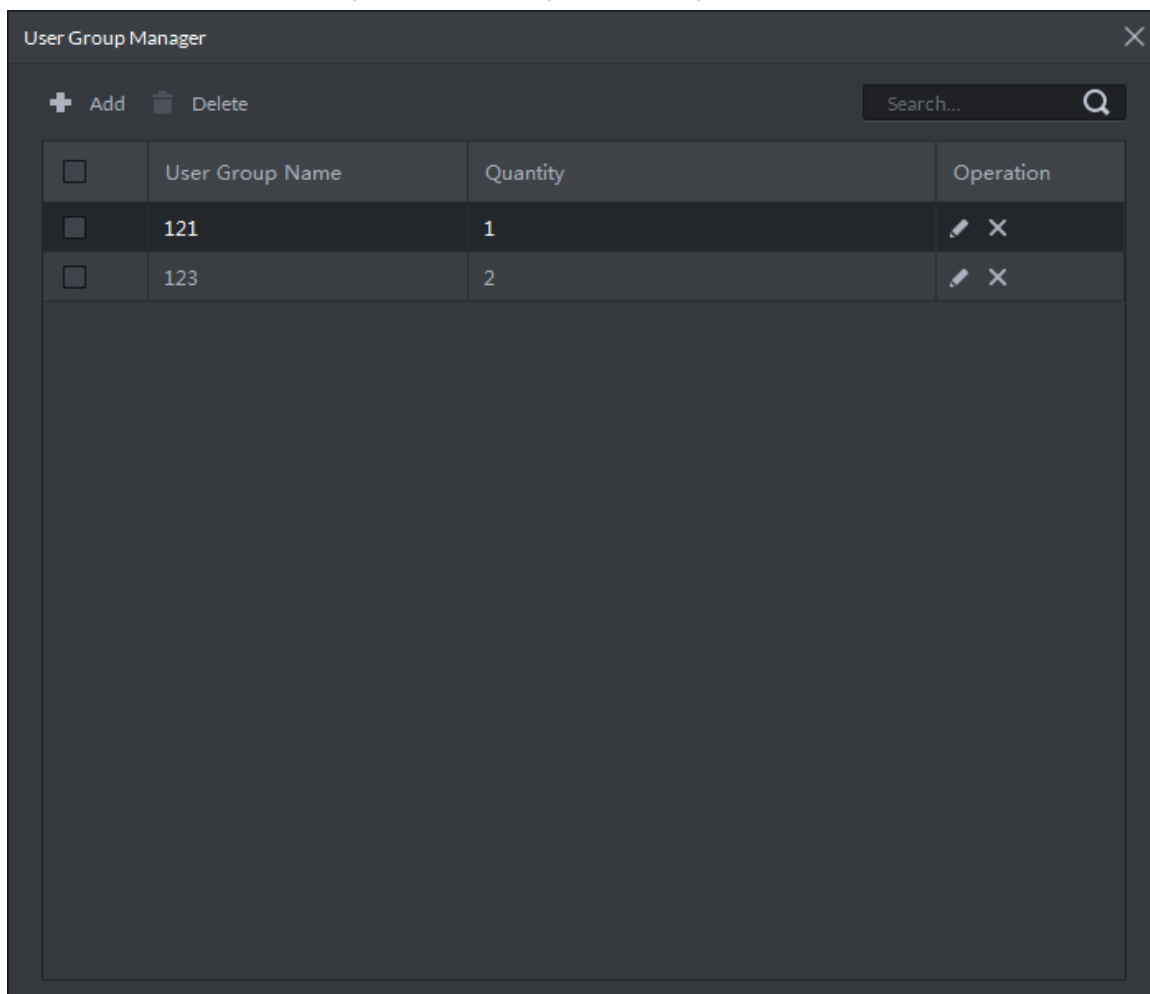 User Group Manager
Add Delete Search...
User Group Name Quantity Operation
121 1
123 2